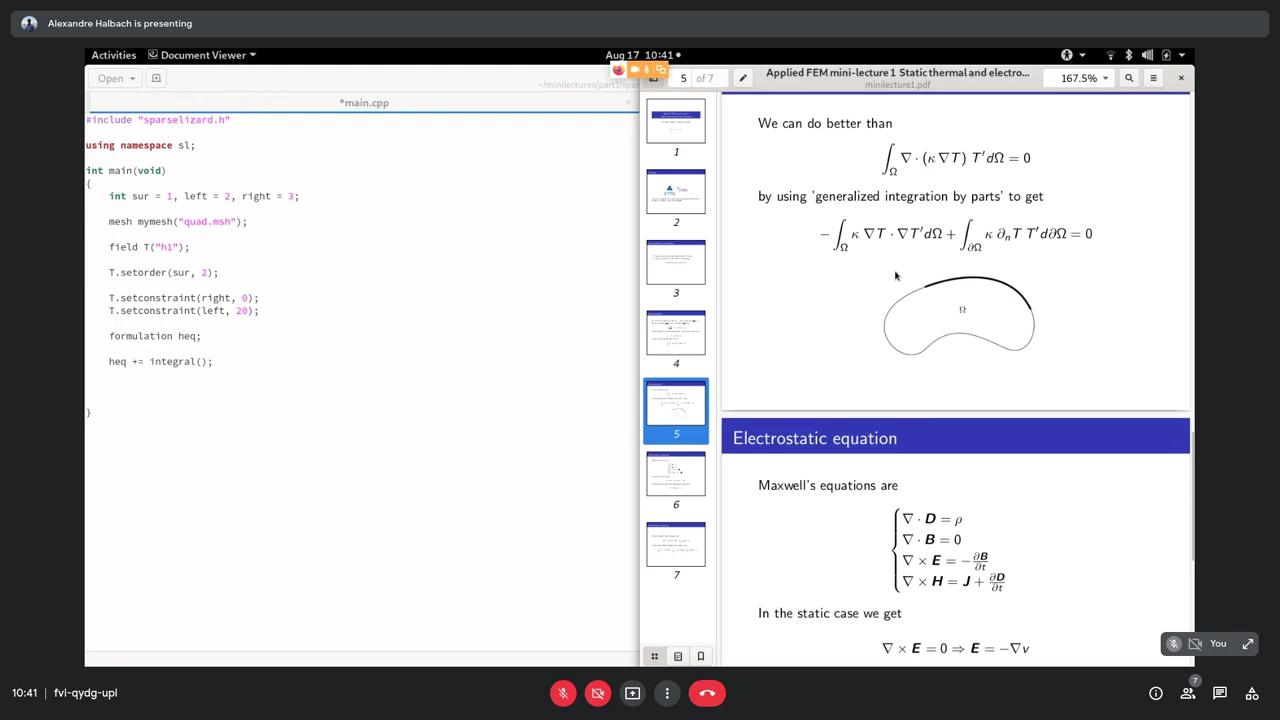 Alexandre Halbach is presenting
Activities Document Viewer Aug 17 10:41
Open
*main.cpp
#include "sparselizard.h"
using namespace sl;
int main(void)
{
int sur = 1, left = 2, right = 3;
mesh mymesh("quad.msh");
field T("h1");
T.setorder(sur, 2);
T.setconstraint(right, 0);
T.setconstraint(left, 20);
formulation heq;
heq += integral();
}
5 of 7
Applied FEM mini-lecture 1 Static thermal and electro...
minilecture1.pdf
167.5%
1
2
3
4
5
6
7
We can do better than
∫_Ω ∇ · (κ ∇T) T′dΩ = 0
by using 'generalized integration by parts' to get
− ∫_Ω κ ∇T · ∇T′dΩ + ∫_∂Ω κ ∂ₙT T′d∂Ω = 0
Ω
Electrostatic equation
Maxwell's equations are
∇ · D = ρ
∇ · B = 0
∇ × E = −∂B/∂t
∇ × H = J + ∂D/∂t
In the static case we get
∇ × E = 0 ⇒ E = −∇v
You
10:41 fvi-qydg-upi
7